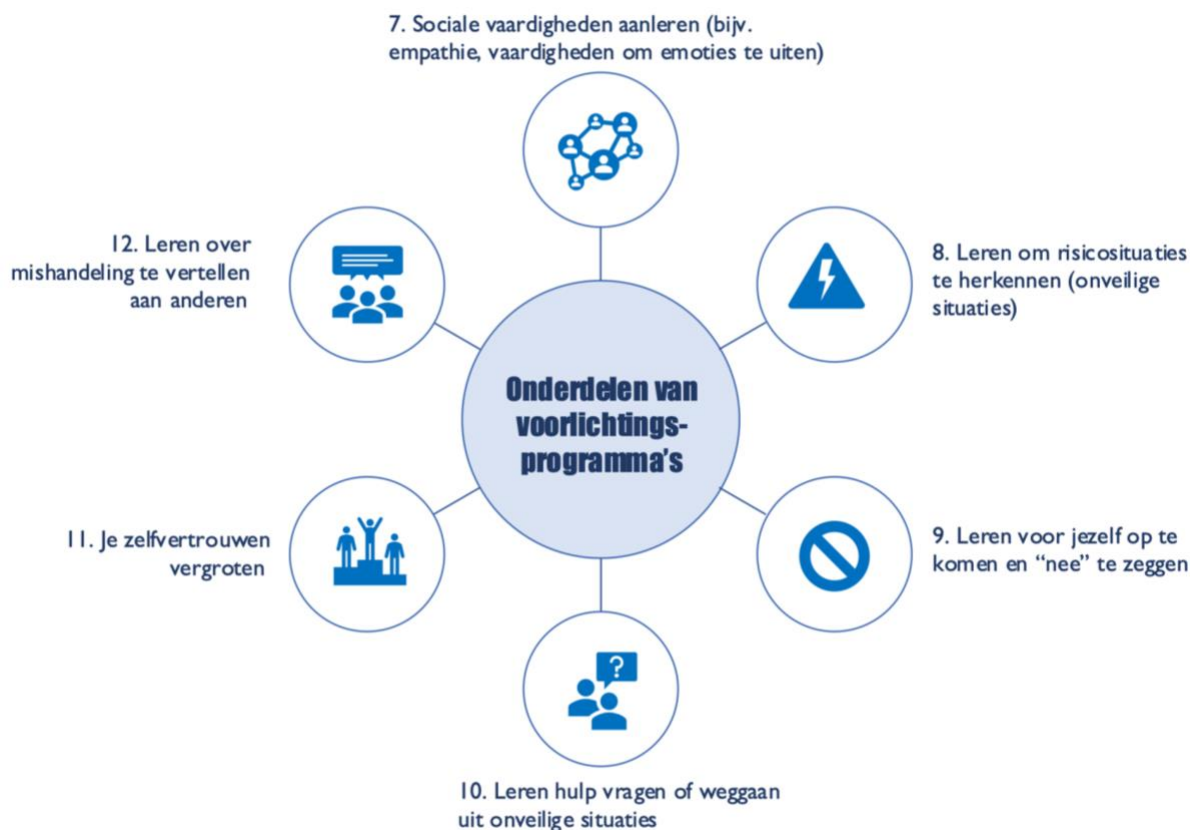 7. Sociale vaardigheden aanleren (bijv.
empathie, vaardigheden om emoties te uiten)
8. Leren om risicosituaties
te herkennen (onveilige
situaties)
9. Leren voor jezelf op te
komen en “nee” te zeggen
10. Leren hulp vragen of weggaan
uit onveilige situaties
11. Je zelfvertrouwen
vergroten
12. Leren over
mishandeling te vertellen
aan anderen
Onderdelen van
voorlichtings-
programma’s
?